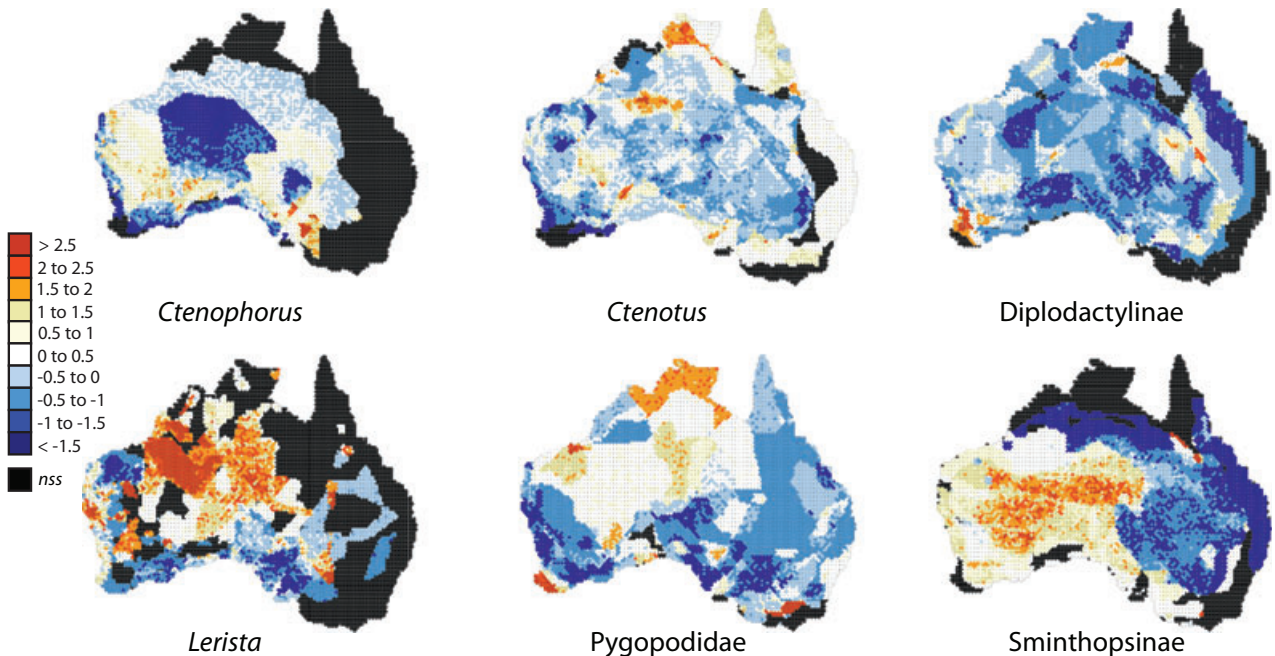 Ctenophorus
Ctenotus
Diplodactylinae
> 2.5
2 to 2.5
1.5 to 2
1 to 1.5
0.5 to 1
0 to 0.5
-0.5 to 0
-0.5 to -1
-1 to -1.5
< -1.5
nss
Lerista
Pygopodidae
Sminthopsinae